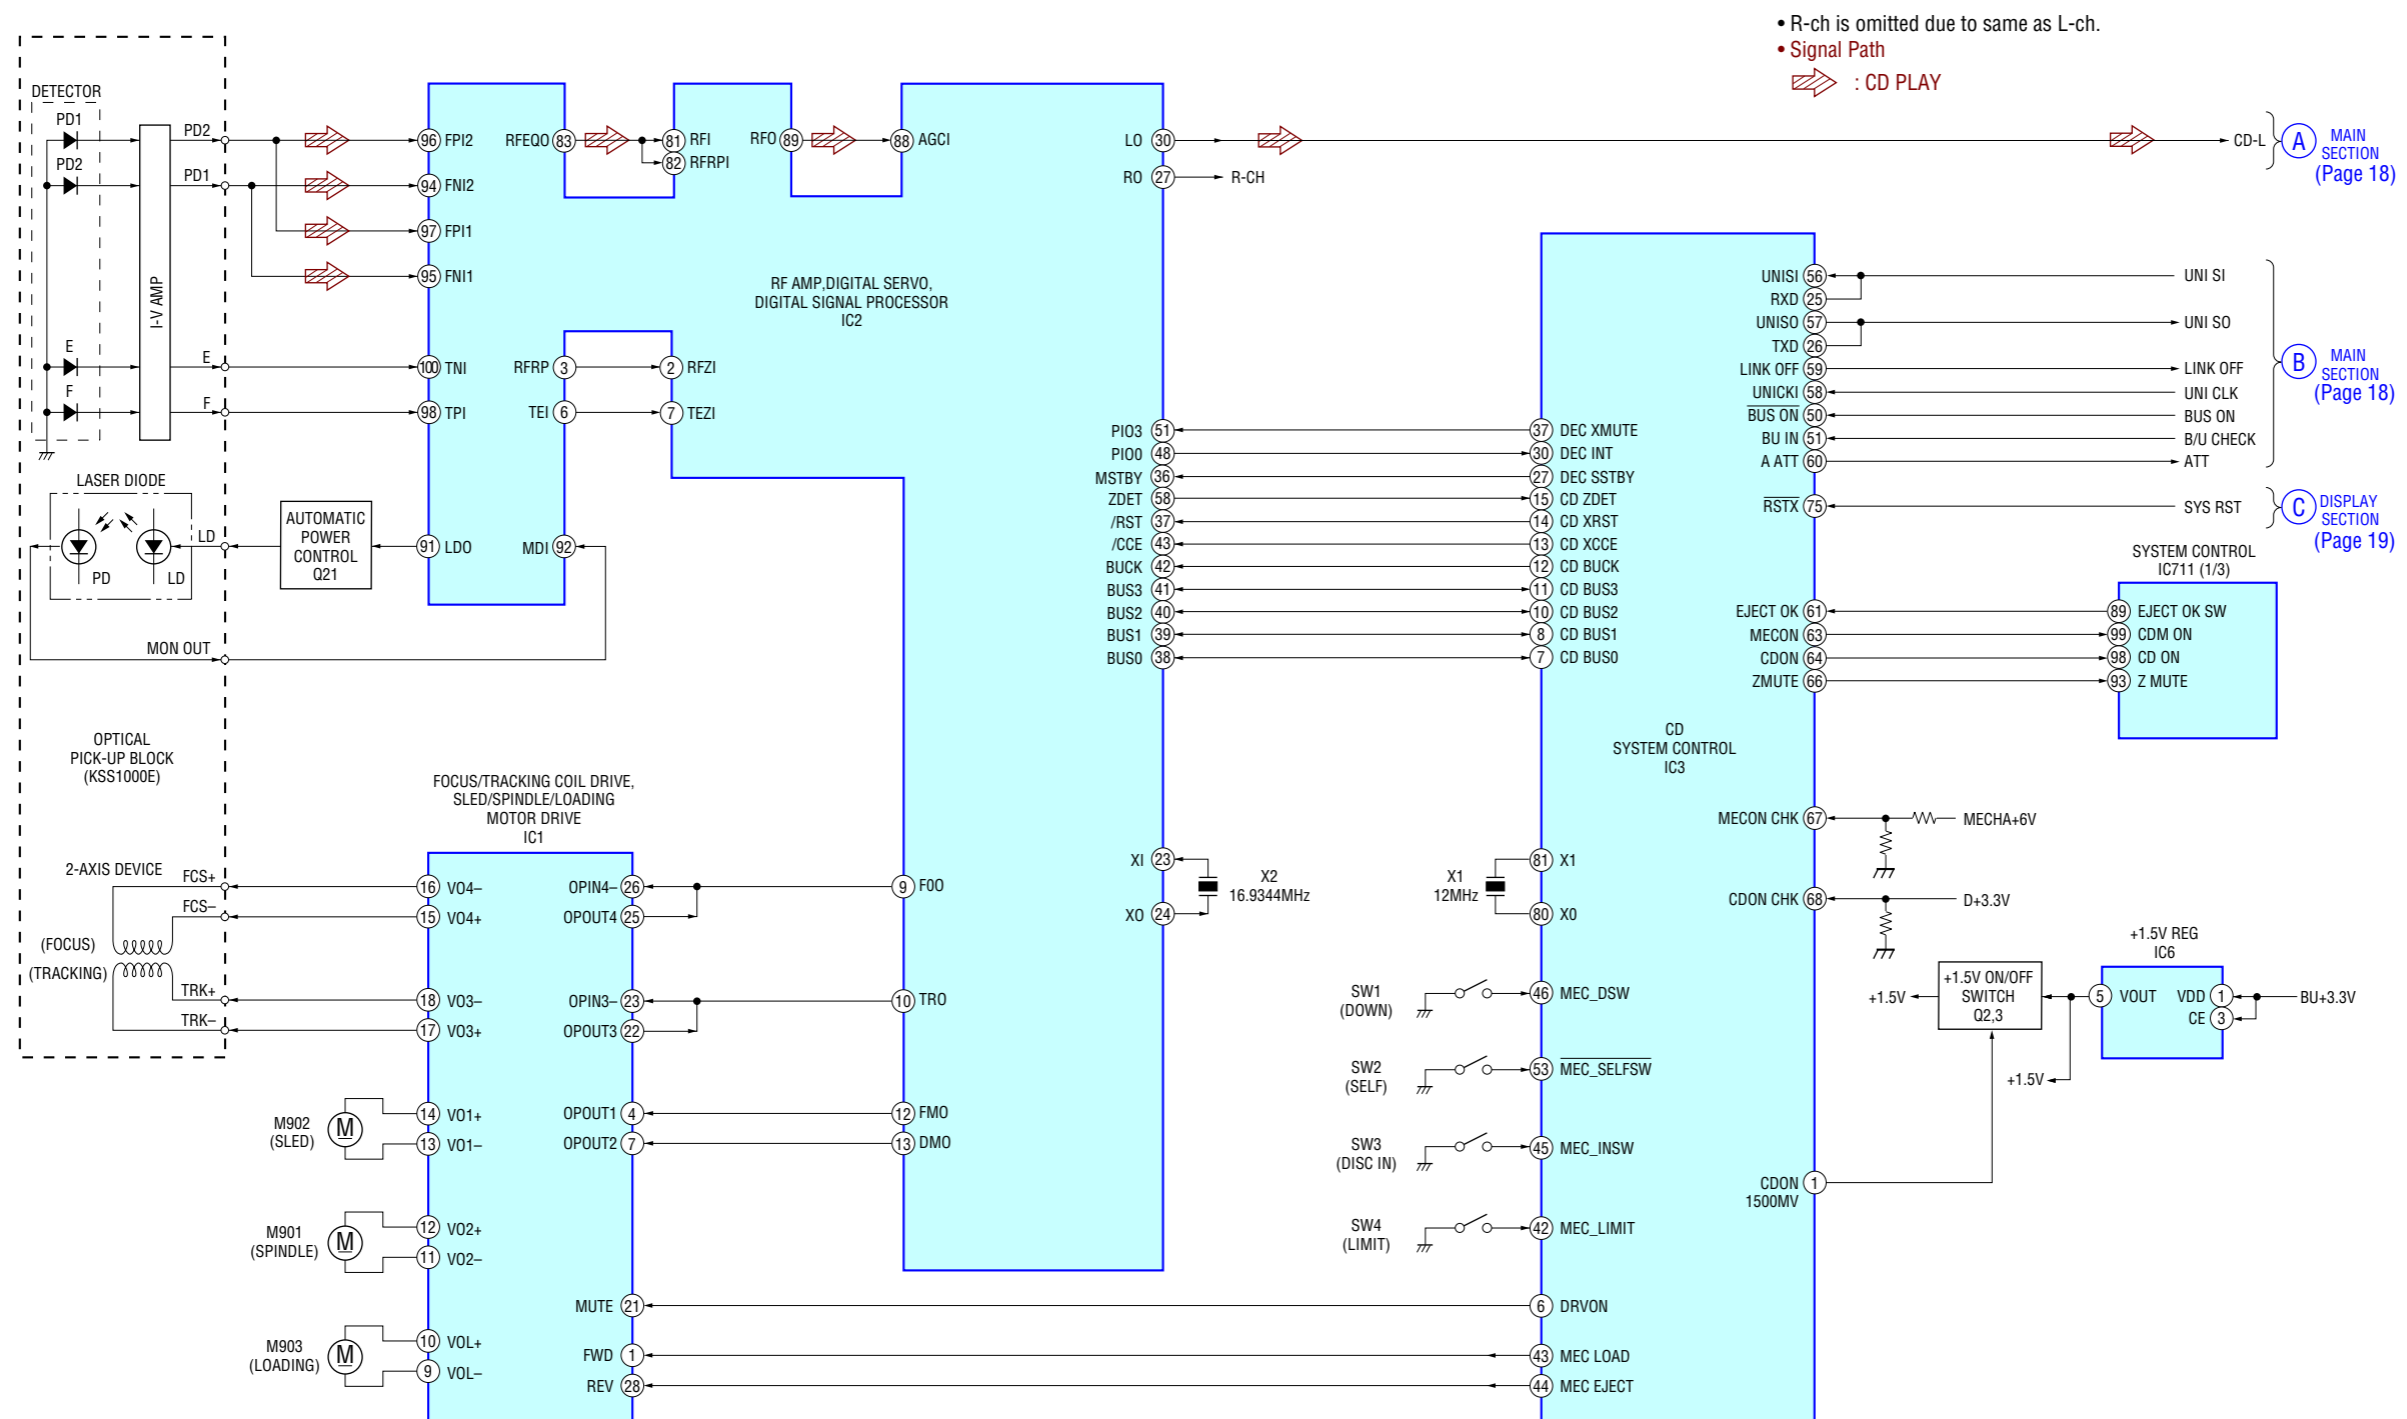 • R-ch is omitted due to same as L-ch.
• Signal Path
: CD PLAY
DETECTOR
PD1
PD2
E
F
I-V AMP
PD2
PD1
E
F
LASER DIODE
PD
LD
LD
MON OUT
AUTOMATIC
POWER
CONTROL
Q21
OPTICAL
PICK-UP BLOCK
(KSS1000E)
2-AXIS DEVICE
FCS+
FCS–
(FOCUS)
(TRACKING)
TRK+
TRK–
96 FPI2
94 FNI2
97 FPI1
95 FNI1
100 TNI
98 TPI
91 LDO
MDI 92
RFEQO 83
81 RFI
82 RFRPI
RFO 89
88 AGCI
RFRP 3
2 RFZI
TEI 6
7 TEZI
RF AMP,DIGITAL SERVO,
DIGITAL SIGNAL PROCESSOR
IC2
LO 30
RO 27
R-CH
CD-L
A MAIN
SECTION
(Page 18)
PIO3 51
PIO0 48
MSTBY 36
ZDET 58
/RST 37
/CCE 43
BUCK 42
BUS3 41
BUS2 40
BUS1 39
BUS0 38
XI 23
XO 24
X2
16.9344MHz
9 F0O
10 TRO
12 FMO
13 DMO
FOCUS/TRACKING COIL DRIVE,
SLED/SPINDLE/LOADING
MOTOR DRIVE
IC1
16 VO4–
15 VO4+
18 VO3–
17 VO3+
14 VO1+
13 VO1–
12 VO2+
11 VO2–
10 VOL+
9 VOL–
OPIN4– 26
OPOUT4 25
OPIN3– 23
OPOUT3 22
OPOUT1 4
OPOUT2 7
MUTE 21
FWD 1
REV 28
M902
(SLED)
M
M901
(SPINDLE)
M
M903
(LOADING)
M
37 DEC XMUTE
30 DEC INT
27 DEC SSTBY
15 CD ZDET
14 CD XRST
13 CD XCCE
12 CD BUCK
11 CD BUS3
10 CD BUS2
8 CD BUS1
7 CD BUS0
81 X1
80 X0
X1
12MHz
SW1
(DOWN)
46 MEC_DSW
SW2
(SELF)
53 MEC_SELFSW
SW3
(DISC IN)
45 MEC_INSW
SW4
(LIMIT)
42 MEC_LIMIT
6 DRVON
43 MEC LOAD
44 MEC EJECT
CD
SYSTEM CONTROL
IC3
UNISI 56
RXD 25
UNISO 57
TXD 26
LINK OFF 59
UNICKI 58
BUS ON 50
BU IN 51
A ATT 60
RSTX 75
EJECT OK 61
MECON 63
CDON 64
ZMUTE 66
MECON CHK 67
CDON CHK 68
CDON 1
1500MV
UNI SI
UNI SO
LINK OFF
UNI CLK
BUS ON
B/U CHECK
ATT
B MAIN
SECTION
(Page 18)
SYS RST
C DISPLAY
SECTION
(Page 19)
SYSTEM CONTROL
IC711 (1/3)
89 EJECT OK SW
99 CDM ON
98 CD ON
93 Z MUTE
MECHA+6V
D+3.3V
+1.5V REG
IC6
+1.5V
+1.5V ON/OFF
SWITCH
Q2,3
5 VOUT
VDD 1
CE 3
BU+3.3V
+1.5V